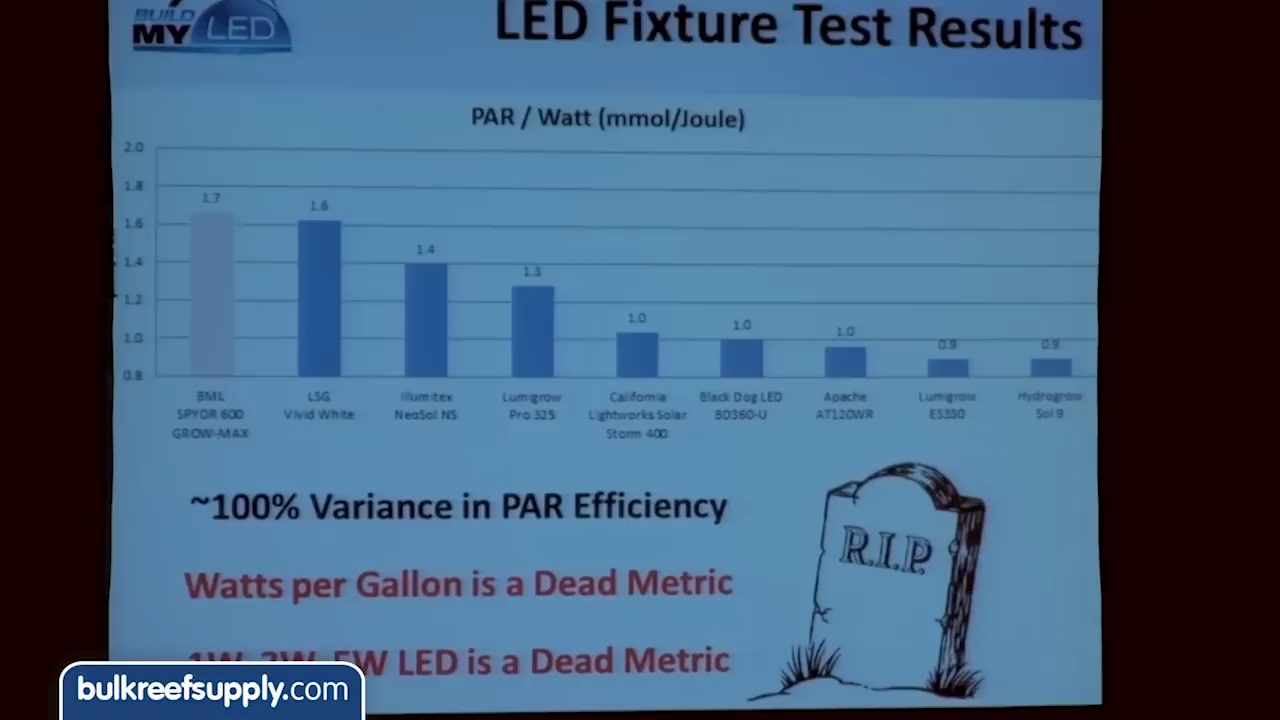 BUILD
MY LED
LED Fixture Test Results
PAR / Watt (mmol/Joule)
2.0
1.8
1.6
1.4
1.2
1.0
0.8
1.7
1.6
1.4
1.3
1.0
1.0
1.0
0.9
0.9
BML
SPYDR 600
GROW-MAX
LSG
Vivid White
Illumitex
NeoSol NS
Lumigrow
Pro 325
California
Lightworks Solar
Storm 400
Black Dog LED
BD360-U
Apache
AT120WR
Lumigrow
ES330
Hydrogrow
Sol 9
~100% Variance in PAR Efficiency
Watts per Gallon is a Dead Metric
1W, 3W, 5W LED is a Dead Metric
R.I.P.
bulkreefsupply.com